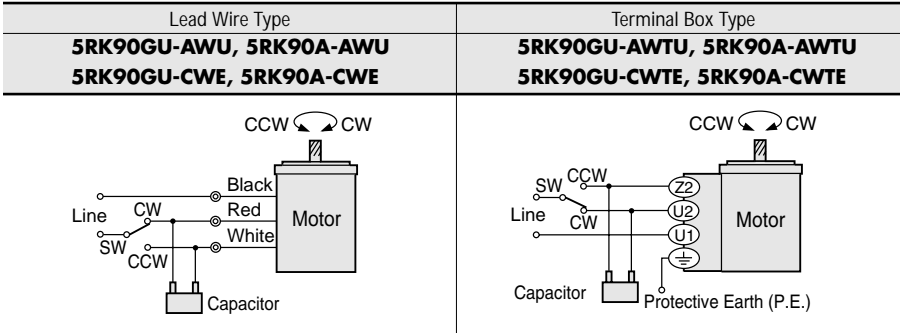 Lead Wire Type
5RK90GU-AWU, 5RK90A-AWU
5RK90GU-CWE, 5RK90A-CWE
CCW CW
Black
Line CW Red Motor
SW White
CCW
Capacitor
Terminal Box Type
5RK90GU-AWTU, 5RK90A-AWTU
5RK90GU-CWTE, 5RK90A-CWTE
CCW CW
SW CCW Z2
Line CW U2 Motor
U1
Capacitor Protective Earth (P.E.)